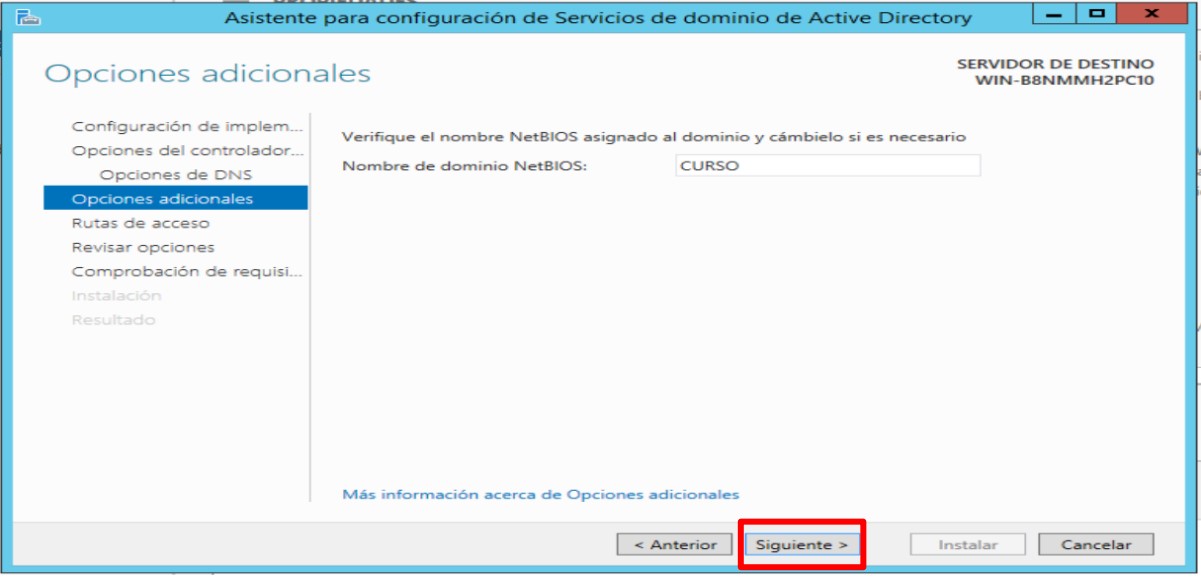 Asistente para configuración de Servicios de dominio de Active Directory
Opciones adicionales
SERVIDOR DE DESTINO
WIN-B8NMMH2PC10
Configuración de implem...
Opciones del controlador...
Opciones de DNS
Opciones adicionales
Rutas de acceso
Revisar opciones
Comprobación de requisi...
Instalación
Resultado
Verifique el nombre NetBIOS asignado al dominio y cámbielo si es necesario
Nombre de dominio NetBIOS: CURSO
Más información acerca de Opciones adicionales
< Anterior Siguiente > Instalar Cancelar